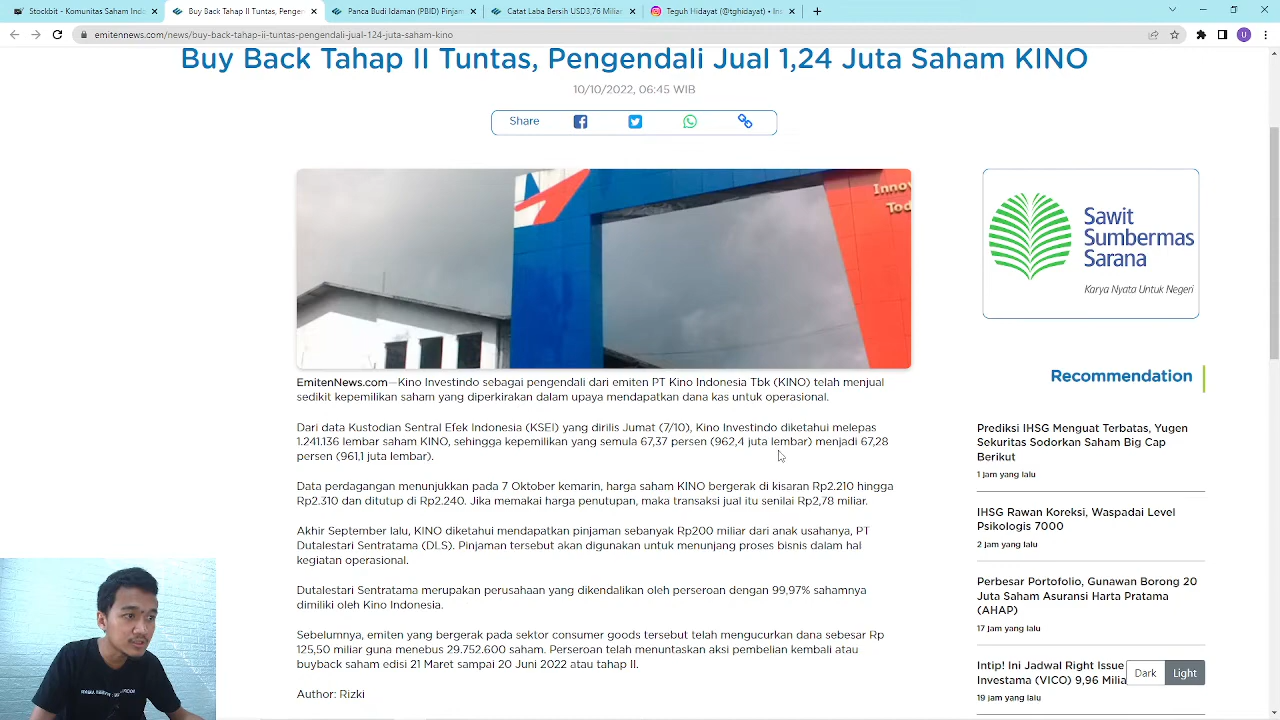 Stockbit - Komunitas Saham Indo
Buy Back Tahap II Tuntas, Pengen
Panca Budi Idaman (PBID) Pinjam
Catat Laba Bersih USD3,76 Miliar
Teguh Hidayat (@tghidayat) • Ins
emitennews.com/news/buy-back-tahap-ii-tuntas-pengendali-jual-124-juta-saham-kino
U
Buy Back Tahap II Tuntas, Pengendali Jual 1,24 Juta Saham KINO
10/10/2022, 06:45 WIB
Share
Innov
Tod
EmitenNews.com—Kino Investindo sebagai pengendali dari emiten PT Kino Indonesia Tbk (KINO) telah menjual
sedikit kepemilikan saham yang diperkirakan dalam upaya mendapatkan dana kas untuk operasional.
Dari data Kustodian Sentral Efek Indonesia (KSEI) yang dirilis Jumat (7/10), Kino Investindo diketahui melepas
1.241.136 lembar saham KINO, sehingga kepemilikan yang semula 67,37 persen (962,4 juta lembar) menjadi 67,28
persen (961,1 juta lembar).
Data perdagangan menunjukkan pada 7 Oktober kemarin, harga saham KINO bergerak di kisaran Rp2.210 hingga
Rp2.310 dan ditutup di Rp2.240. Jika memakai harga penutupan, maka transaksi jual itu senilai Rp2,78 miliar.
Akhir September lalu, KINO diketahui mendapatkan pinjaman sebanyak Rp200 miliar dari anak usahanya, PT
Dutalestari Sentratama (DLS). Pinjaman tersebut akan digunakan untuk menunjang proses bisnis dalam hal
kegiatan operasional.
Dutalestari Sentratama merupakan perusahaan yang dikendalikan oleh perseroan dengan 99,97% sahamnya
dimiliki oleh Kino Indonesia.
Sebelumnya, emiten yang bergerak pada sektor consumer goods tersebut telah mengucurkan dana sebesar Rp
125,50 miliar guna menebus 29.752.600 saham. Perseroan telah menuntaskan aksi pembelian kembali atau
buyback saham edisi 21 Maret sampai 20 Juni 2022 atau tahap II.
Author: Rizki
Sawit
Sumbermas
Sarana
Karya Nyata Untuk Negeri
Recommendation
Prediksi IHSG Menguat Terbatas, Yugen
Sekuritas Sodorkan Saham Big Cap
Berikut
1 jam yang lalu
IHSG Rawan Koreksi, Waspadai Level
Psikologis 7000
2 jam yang lalu
Perbesar Portofolio, Gunawan Borong 20
Juta Saham Asuransi Harta Pratama
(AHAP)
17 jam yang lalu
Intip! Ini Jadwal Right Issue
Investama (VICO) 9,96 Milia
19 jam yang lalu
Dark
Light